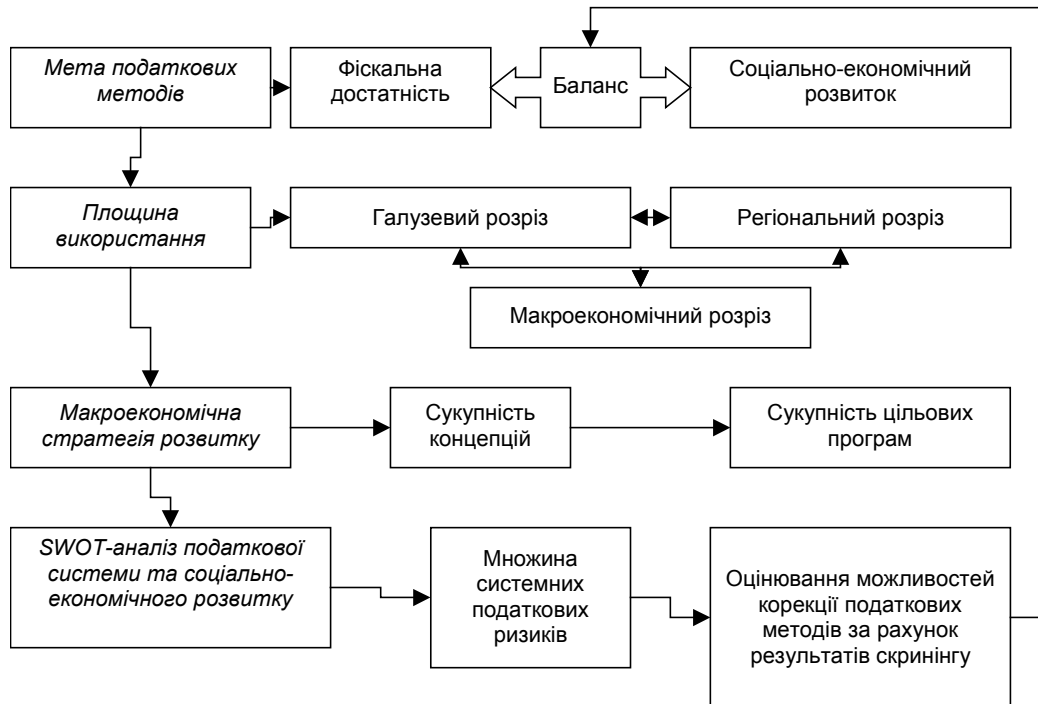 Мета податкових
методів
Фіскальна
достатність
Баланс
Соціально-економічний
розвиток
Площина
використання
Галузевий розріз
Регіональний розріз
Макроекономічний розріз
Макроекономічна
стратегія розвитку
Сукупність
концепцій
Сукупність цільових
програм
SWOT-аналіз податкової
системи та соціально-
економічного розвитку
Множина
системних
податкових
ризиків
Оцінювання можливостей
корекції податкових
методів за рахунок
результатів скринінгу